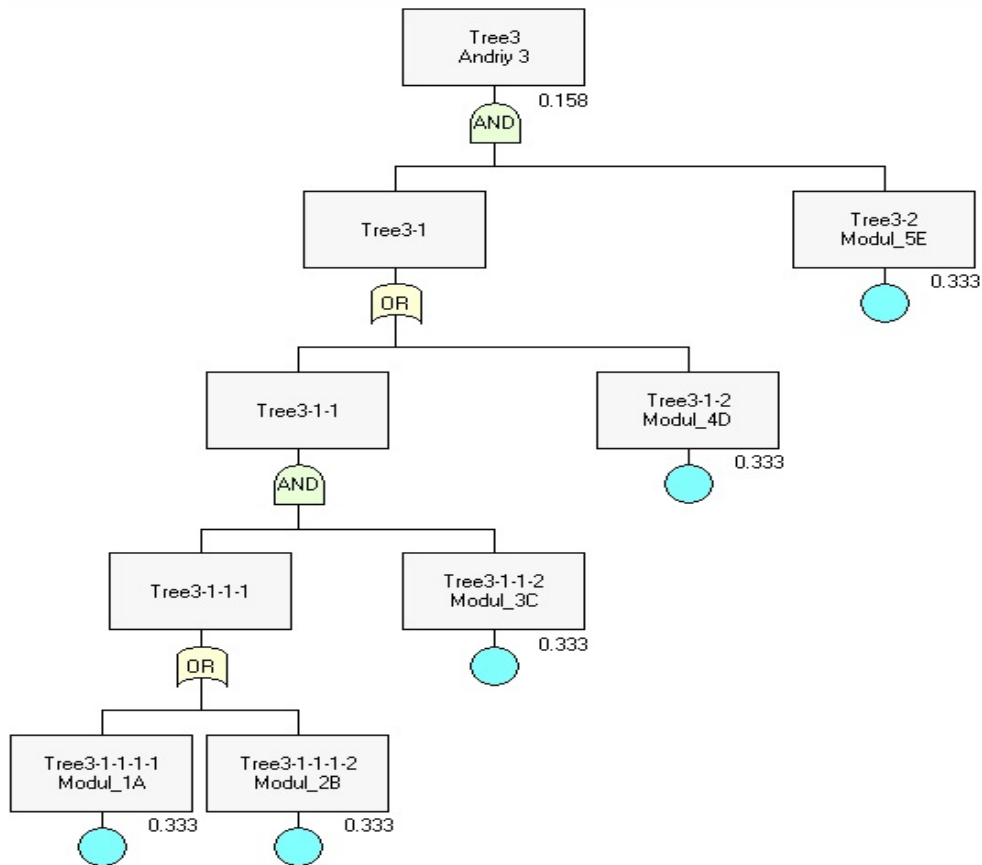 Tree3
Andriy 3
0.158
AND
Tree3-1
Tree3-2
Modul_5E
0.333
OR
Tree3-1-1
Tree3-1-2
Modul_4D
0.333
AND
Tree3-1-1-1
Tree3-1-1-2
Modul_3C
0.333
OR
Tree3-1-1-1-1
Modul_1A
0.333
Tree3-1-1-1-2
Modul_2B
0.333